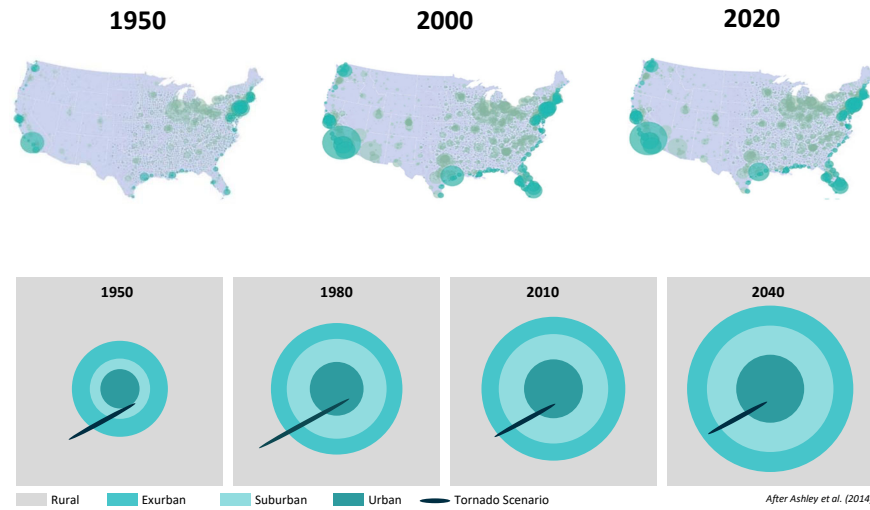 1950 2000 2020
1950 1980 2010 2040
Rural Exurban Suburban Urban Tornado Scenario After Ashley et al. (2014)